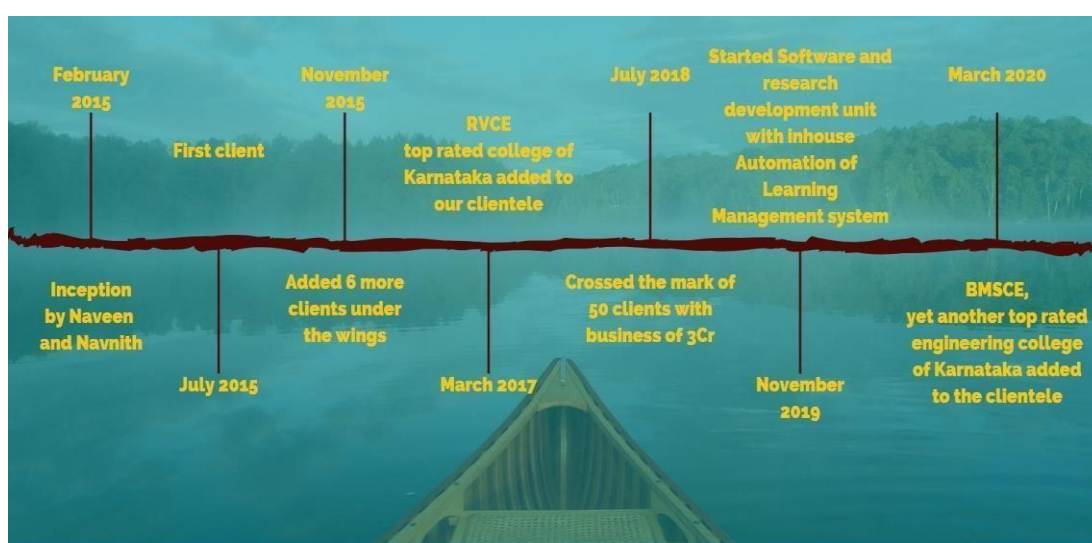 February
2015
Inception
by Naveen
and Navnith
First client
July 2015
November
2015
Added 6 more
clients under
the wings
RVCE
top rated college of
Karnataka added to
our clientele
March 2017
July 2018
Crossed the mark of
50 clients with
business of 3Cr
Started Software and
research
development unit
with inhouse
Automation of
Learning
Management system
November
2019
March 2020
BMSCE,
yet another top rated
engineering college
of Karnataka added
to the clientele